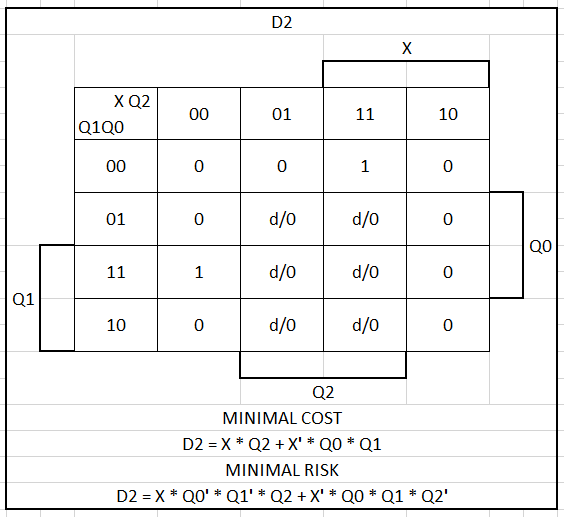 D2
X
X Q2
Q1Q0
00 01 11 10
00 0 0 1 0
01 0 d/0 d/0 0
Q0
11 1 d/0 d/0 0
Q1
10 0 d/0 d/0 0
Q2
MINIMAL COST
D2 = X * Q2 + X' * Q0 * Q1
MINIMAL RISK
D2 = X * Q0' * Q1' * Q2 + X' * Q0 * Q1 * Q2'